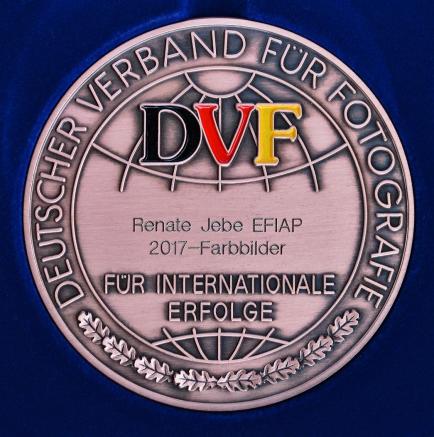 DEUTSCHER VERBAND FÜR FOTOGRAFIE
DVF
Renate Jebe EFIAP
2017-Farbbilder
FÜR INTERNATIONALE
ERFOLGE